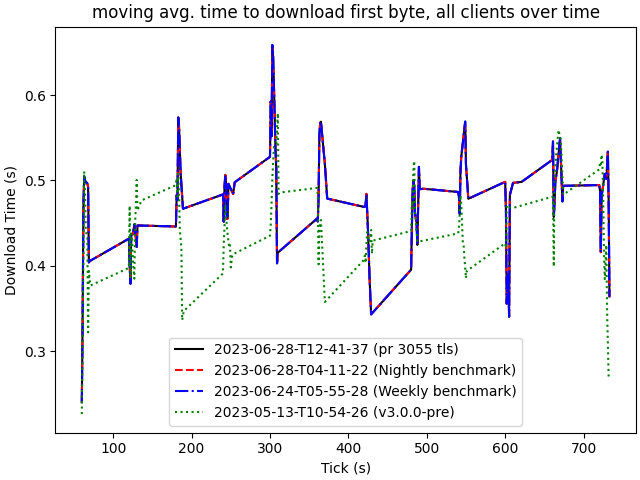 moving avg. time to download first byte, all clients over time
Download Time (s)
0.6
0.5
0.4
0.3
2023-06-28-T12-41-37 (pr 3055 tls)
2023-06-28-T04-11-22 (Nightly benchmark)
2023-06-24-T05-55-28 (Weekly benchmark)
2023-05-13-T10-54-26 (v3.0.0-pre)
100 200 300 400 500 600 700
Tick (s)